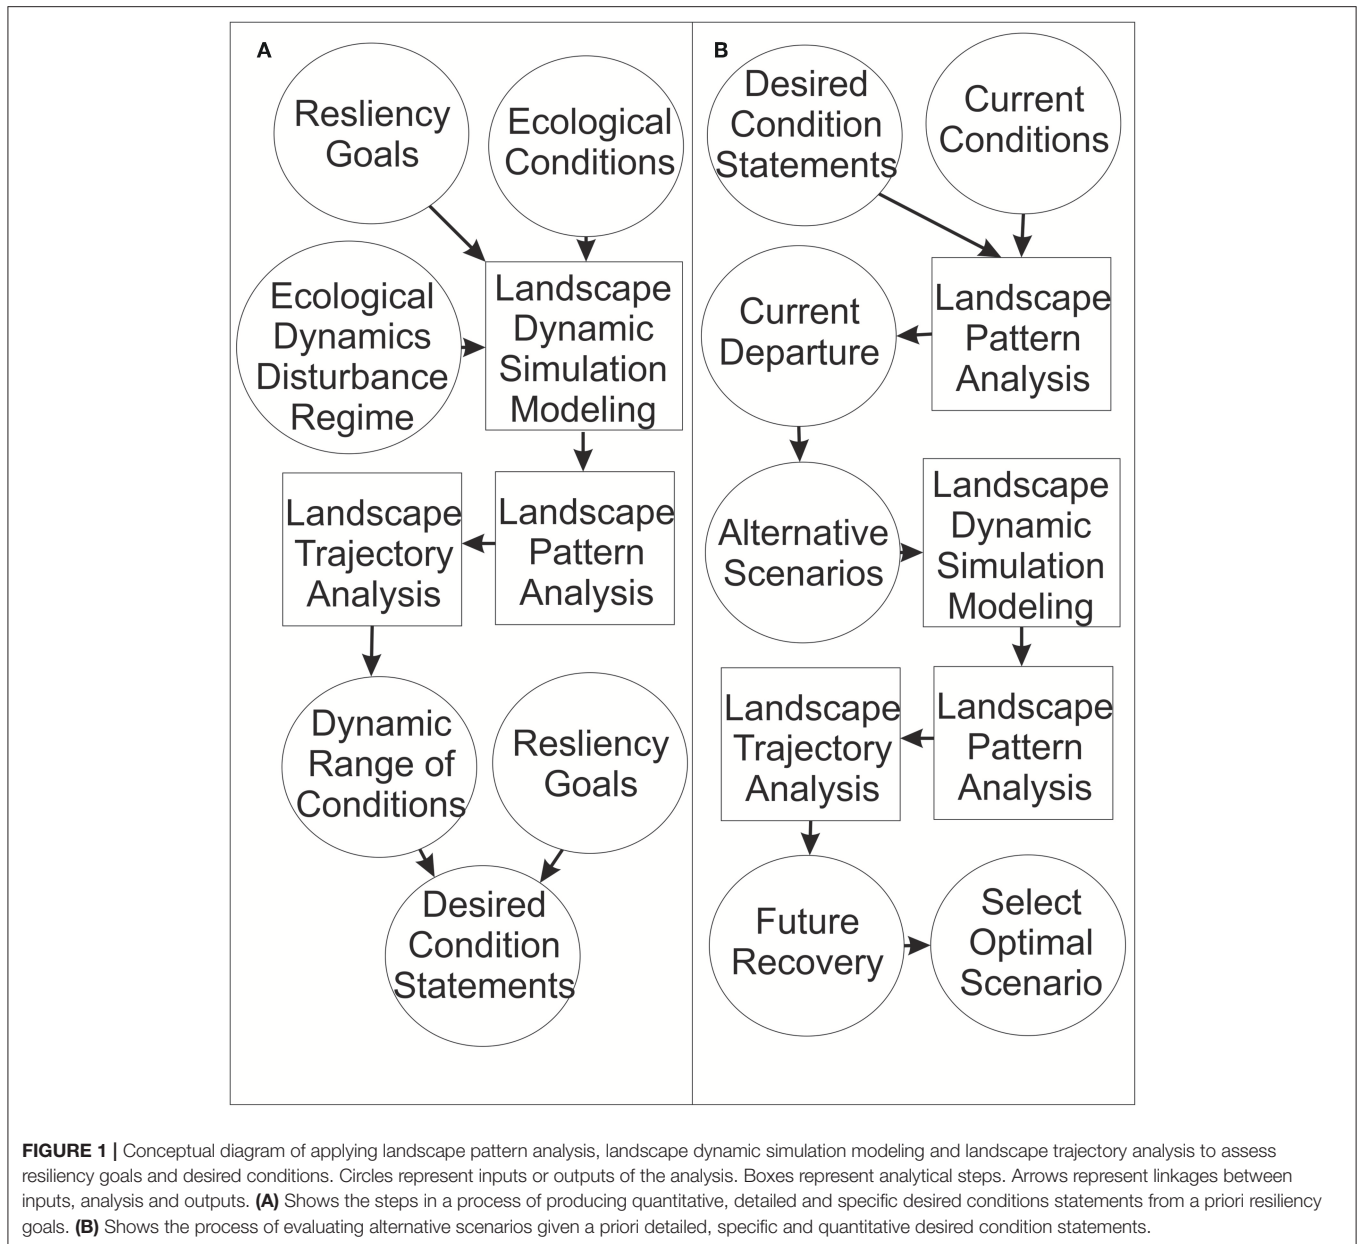 A
Resliency
Goals
Ecological
Conditions
Ecological
Dynamics
Disturbance
Regime
Landscape
Dynamic
Simulation
Modeling
Landscape
Trajectory
Analysis
Landscape
Pattern
Analysis
Dynamic
Range of
Conditions
Resliency
Goals
Desired
Condition
Statements
B
Desired
Condition
Statements
Current
Conditions
Current
Departure
Landscape
Pattern
Analysis
Alternative
Scenarios
Landscape
Dynamic
Simulation
Modeling
Landscape
Trajectory
Analysis
Landscape
Pattern
Analysis
Future
Recovery
Select
Optimal
Scenario
FIGURE 1 | Conceptual diagram of applying landscape pattern analysis, landscape dynamic simulation modeling and landscape trajectory analysis to assess
resiliency goals and desired conditions. Circles represent inputs or outputs of the analysis. Boxes represent analytical steps. Arrows represent linkages between
inputs, analysis and outputs. (A) Shows the steps in a process of producing quantitative, detailed and specific desired conditions statements from a priori resiliency
goals. (B) Shows the process of evaluating alternative scenarios given a priori detailed, specific and quantitative desired condition statements.